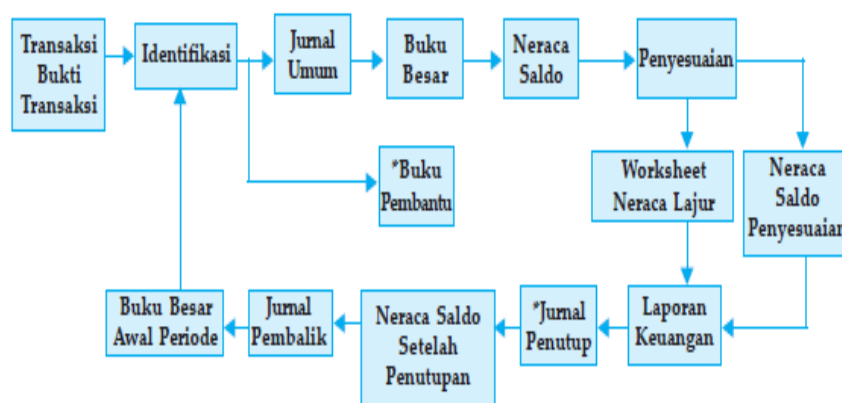 Transaksi
Bukti
Transaksi
Identifikasi
Jurnal
Umum
Buku
Besar
Neraca
Saldo
Penyesuaian
*Buku
Pembantu
Worksheet
Neraca Lajur
Neraca
Saldo
Penyesuaian
Buku Besar
Awal Periode
Jurnal
Pembalik
Neraca Saldo
Setelah
Penutupan
*Jurnal
Penutup
Laporan
Keuangan